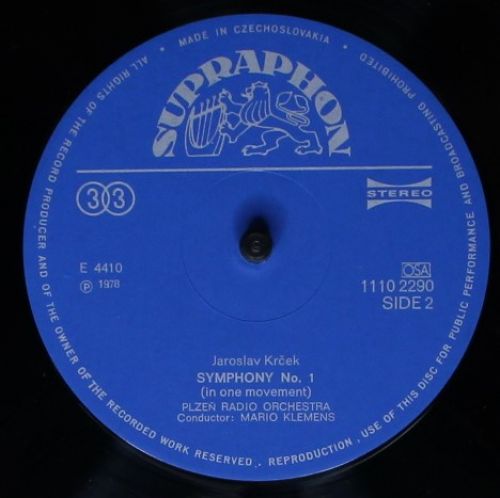 ALL RIGHTS OF THE RECORD PRODUCER AND OF THE OWNER OF THE RECORDED WORK RESERVED. REPRODUCTION, USE OF THIS DISC FOR PUBLIC PERFORMANCE AND BROADCASTING PROHIBITED
• MADE IN CZECHOSLOVAKIA •
SUPRAPHON
33
STEREO
E 4410
Ⓟ 1978
OSA
1110 2290
SIDE 2
Jaroslav Krček
SYMPHONY No. 1
(in one movement)
PLZEŇ RADIO ORCHESTRA
Conductor: MARIO KLEMENS